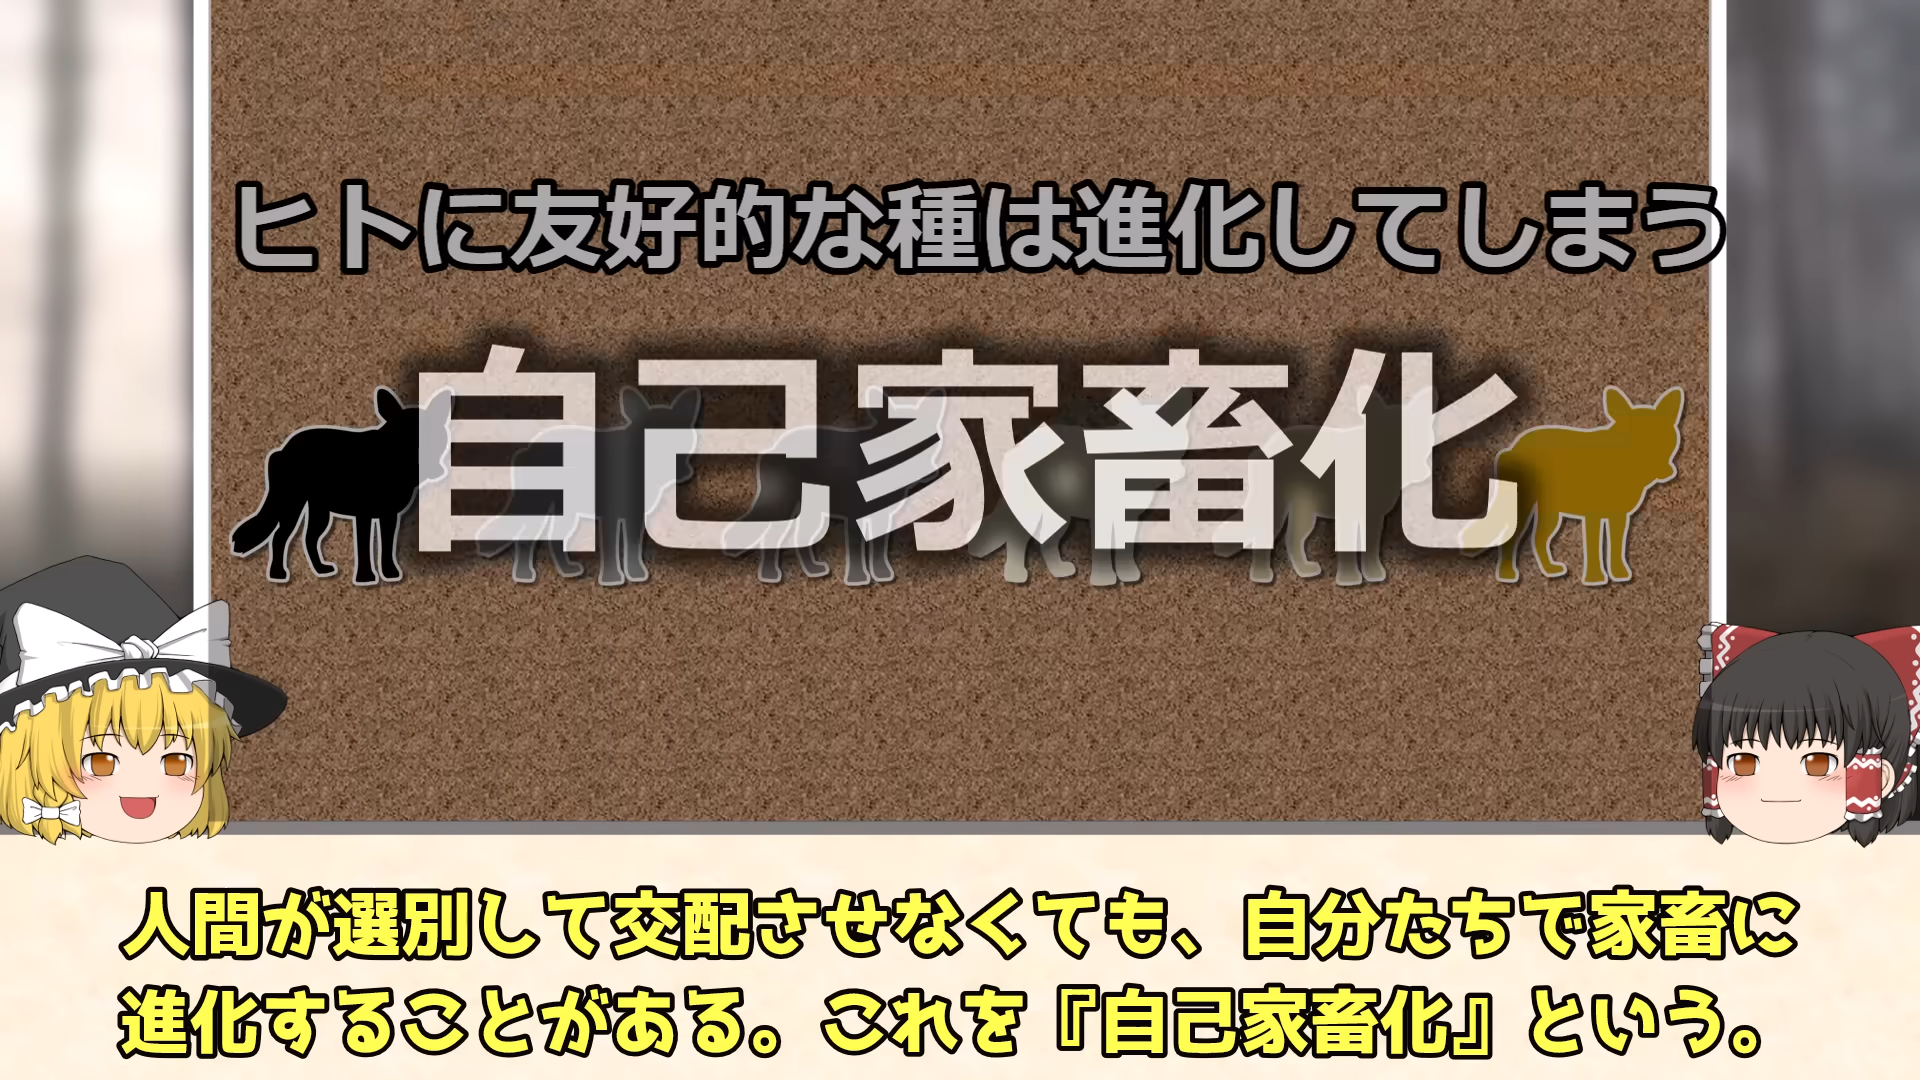 ヒトに友好的な種は進化してしまう
自己家畜化
人間が選別して交配させなくても、自分たちで家畜に
進化することがある。これを『自己家畜化』という。